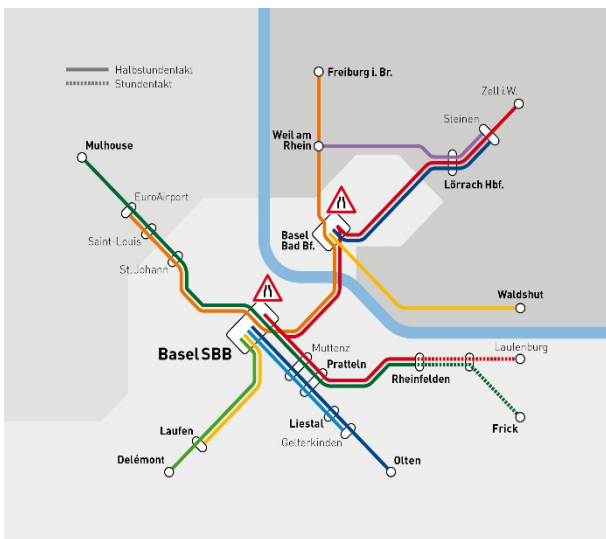 Halbstundentakt
Stundentakt
Freiburg i. Br.
Zell i.W.
Steinen
Weil am
Rhein
Mulhouse
Lörrach Hbf.
EuroAirport
Saint-Louis
St. Johann
Basel
Bad Bf.
Waldshut
Basel SBB
Muttenz
Pratteln
Laufenburg
Rheinfelden
Liestal
Gelterkinden
Frick
Laufen
Delémont
Olten